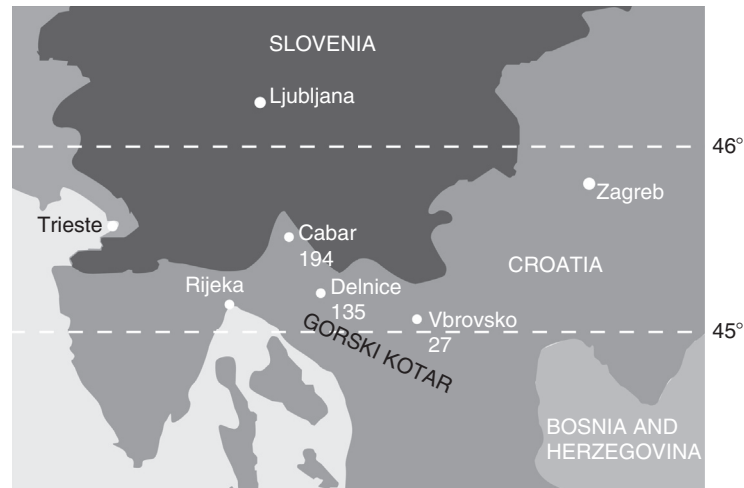 SLOVENIA
Ljubljana
46°
Zagreb
Trieste
Cabar
194
CROATIA
Rijeka
Delnice
135
Vbrovsko
27
45°
GORSKI KOTAR
BOSNIA AND
HERZEGOVINA